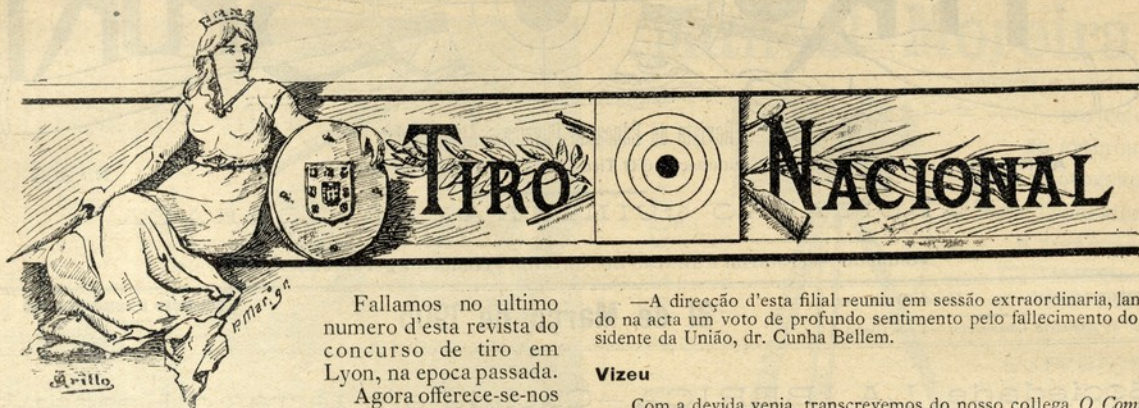 TIRO NACIONAL
Fallamos no ultimo
numero d'esta revista do
concurso de tiro em
Lyon, na epoca passada.
Agora offerece-se-nos
—A direcção d'esta filial reuniu em sessão extraordinaria, lan
do na acta um voto de profundo sentimento pelo fallecimento do
sidente da União, dr. Cunha Bellem.
Vizeu
Com a devida venia, transcrevemos do nosso collega, O Com